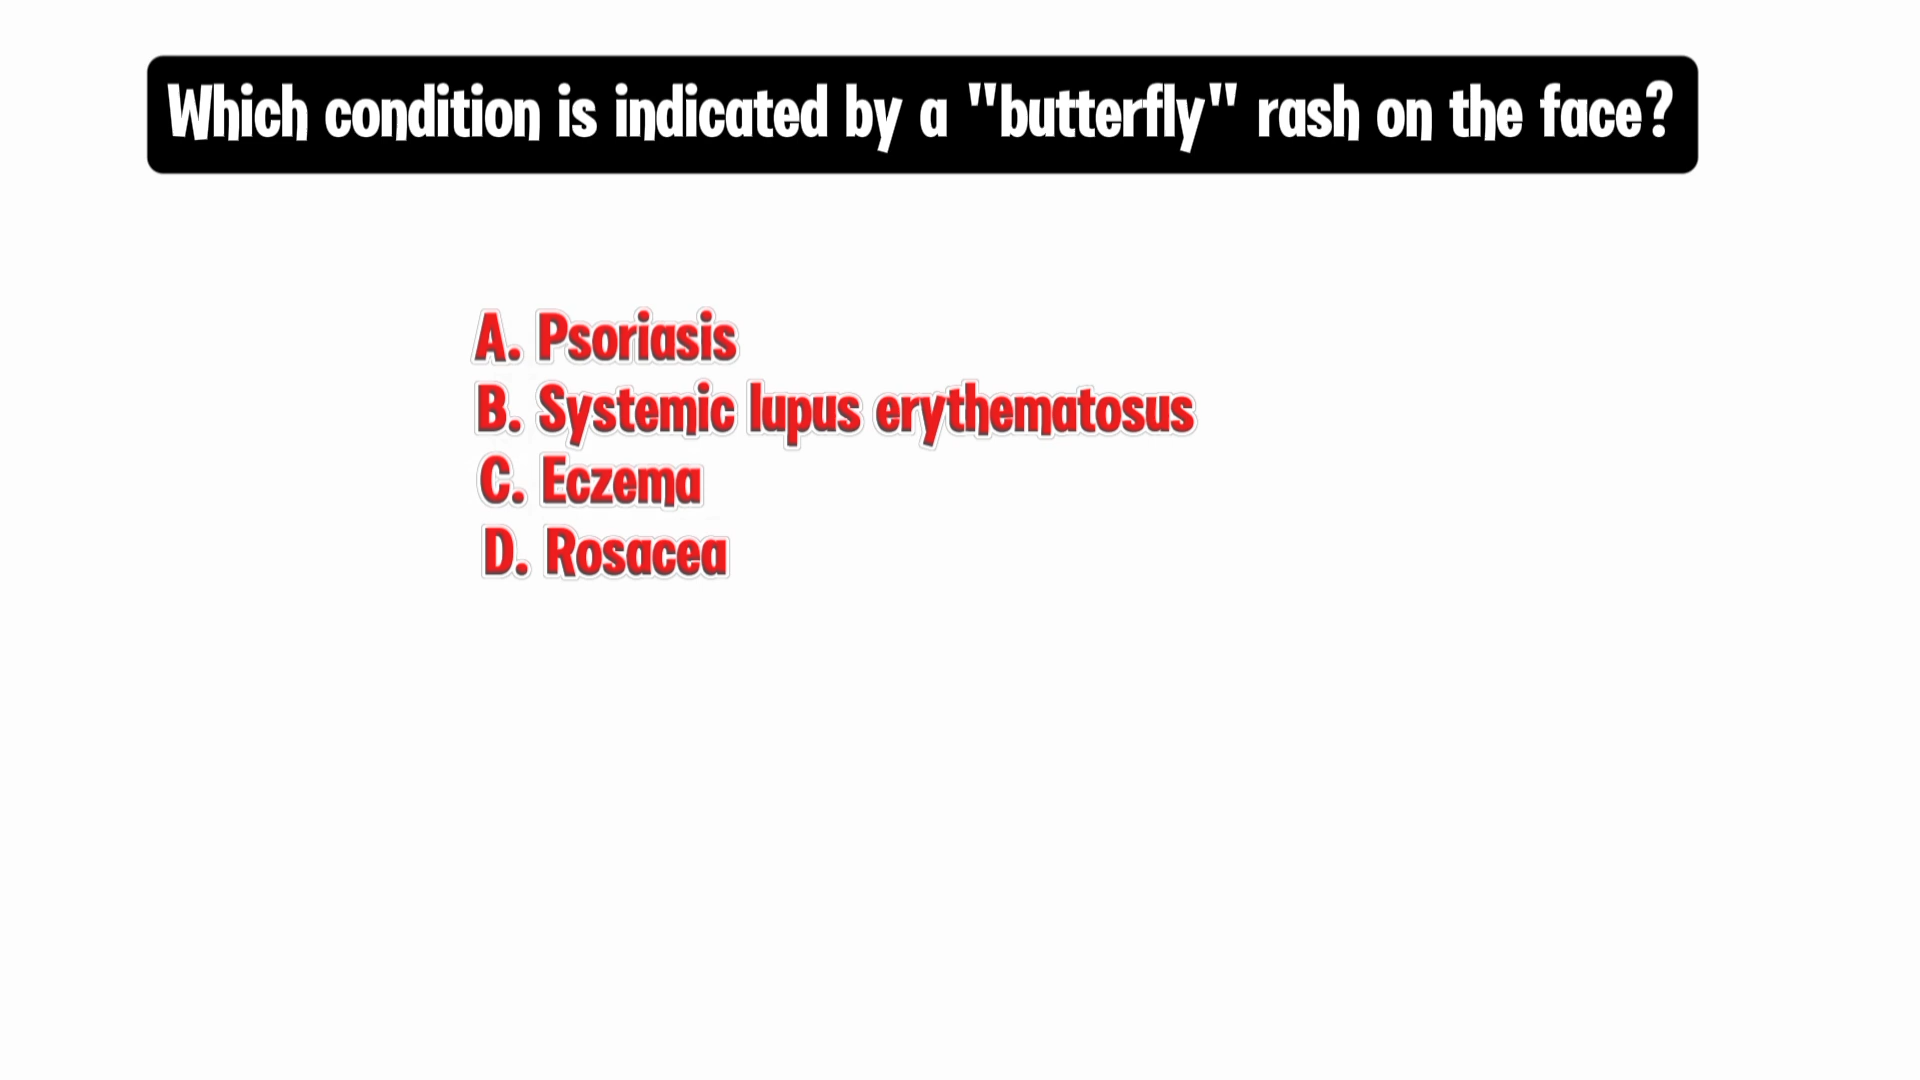 Which condition is indicated by a "butterfly" rash on the face?
A. Psoriasis
B. Systemic lupus erythematosus
C. Eczema
D. Rosacea